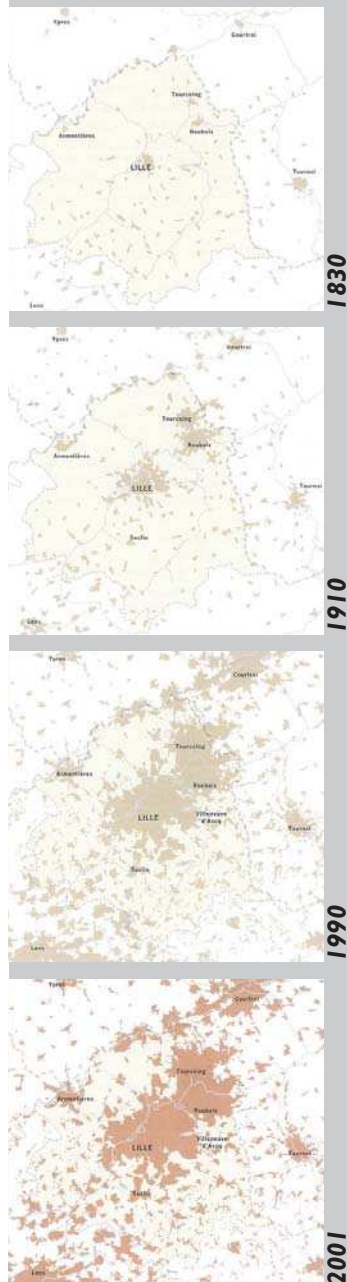 Ypres
Courtrai
Tourcoing
Armentières
Roubaix
LILLE
Tournai
Lens
1830
Ypres
Courtrai
Tourcoing
Armentières
Roubaix
LILLE
Tournai
Seclin
Lens
1910
Ypres
Courtrai
Tourcoing
Armentières
Roubaix
LILLE
Villeneuve
d'Ascq
Tournai
Seclin
Lens
1990
Ypres
Courtrai
Tourcoing
Armentières
Roubaix
Villeneuve
d'Ascq
LILLE
Tournai
Seclin
Lens
2001